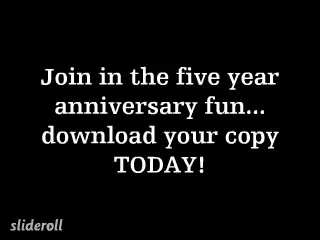 Join in the five year
anniversary fun...
download your copy
TODAY!
slideroll